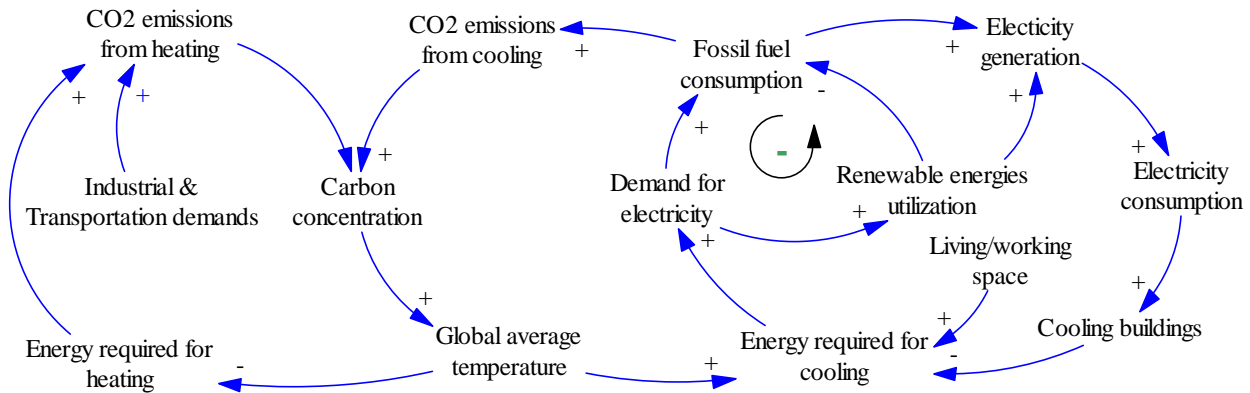 CO2 emissions
from heating
+
+
Industrial &
Transportation demands
Energy required for
heating
-
CO2 emissions
from cooling
+
+
Carbon
concentration
+
Global average
temperature
+
Fossil fuel
consumption
-
+
-
Demand for
electricity
+
+
Energy required for
cooling
+
-
Electicity
generation
+
+
Renewable energies
utilization
Living/working
space
+
Electricity
consumption
+
Cooling buildings